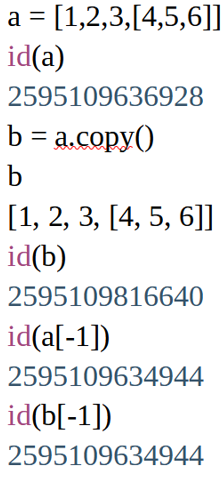 a = [1,2,3,[4,5,6]]
id(a)
2595109636928
b = a.copy()
b
[1, 2, 3, [4, 5, 6]]
id(b)
2595109816640
id(a[-1])
2595109634944
id(b[-1])
2595109634944